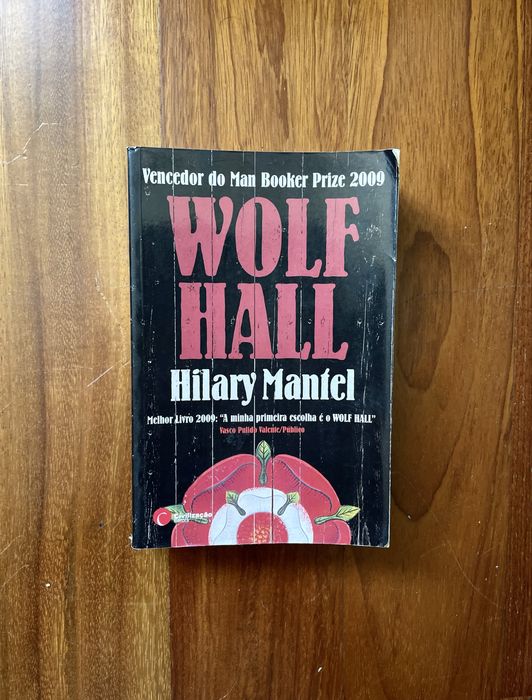 Vencedor do Man Booker Prize 2009
WOLF
HALL
Hilary Mantel
Melhor Livro 2009: "A minha primeira escolha é o WOLF HALL"
Vasco Pulido Valente/Público
Civilização